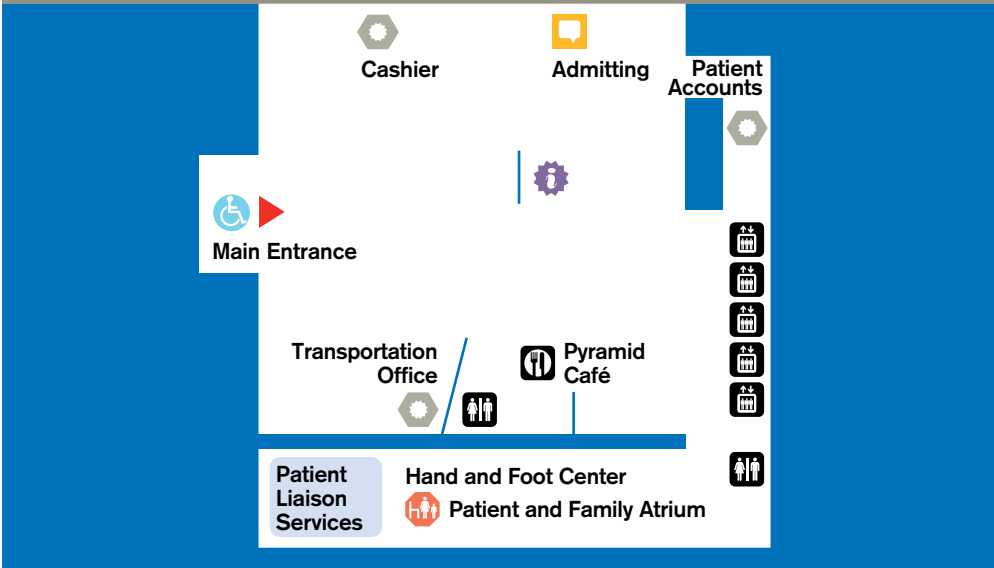 Cashier
Admitting
Patient
Accounts
Main Entrance
Transportation
Office
Pyramid
Café
Patient
Liaison
Services
Hand and Foot Center
Patient and Family Atrium